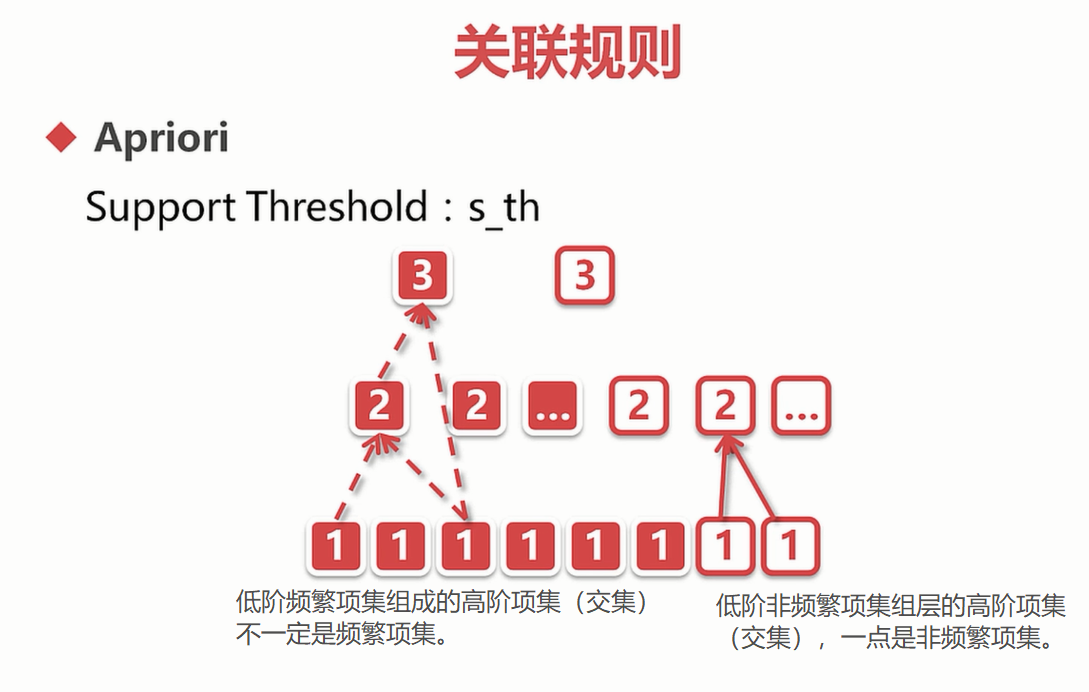 关联规则
Apriori
Support Threshold：s_th
3 3
2 2 ... 2 2 ...
1 1 1 1 1 1 1 1
低阶频繁项集组成的高阶项集（交集）
不一定是频繁项集。
低阶非频繁项集组层的高阶项集
（交集），一点是非频繁项集。